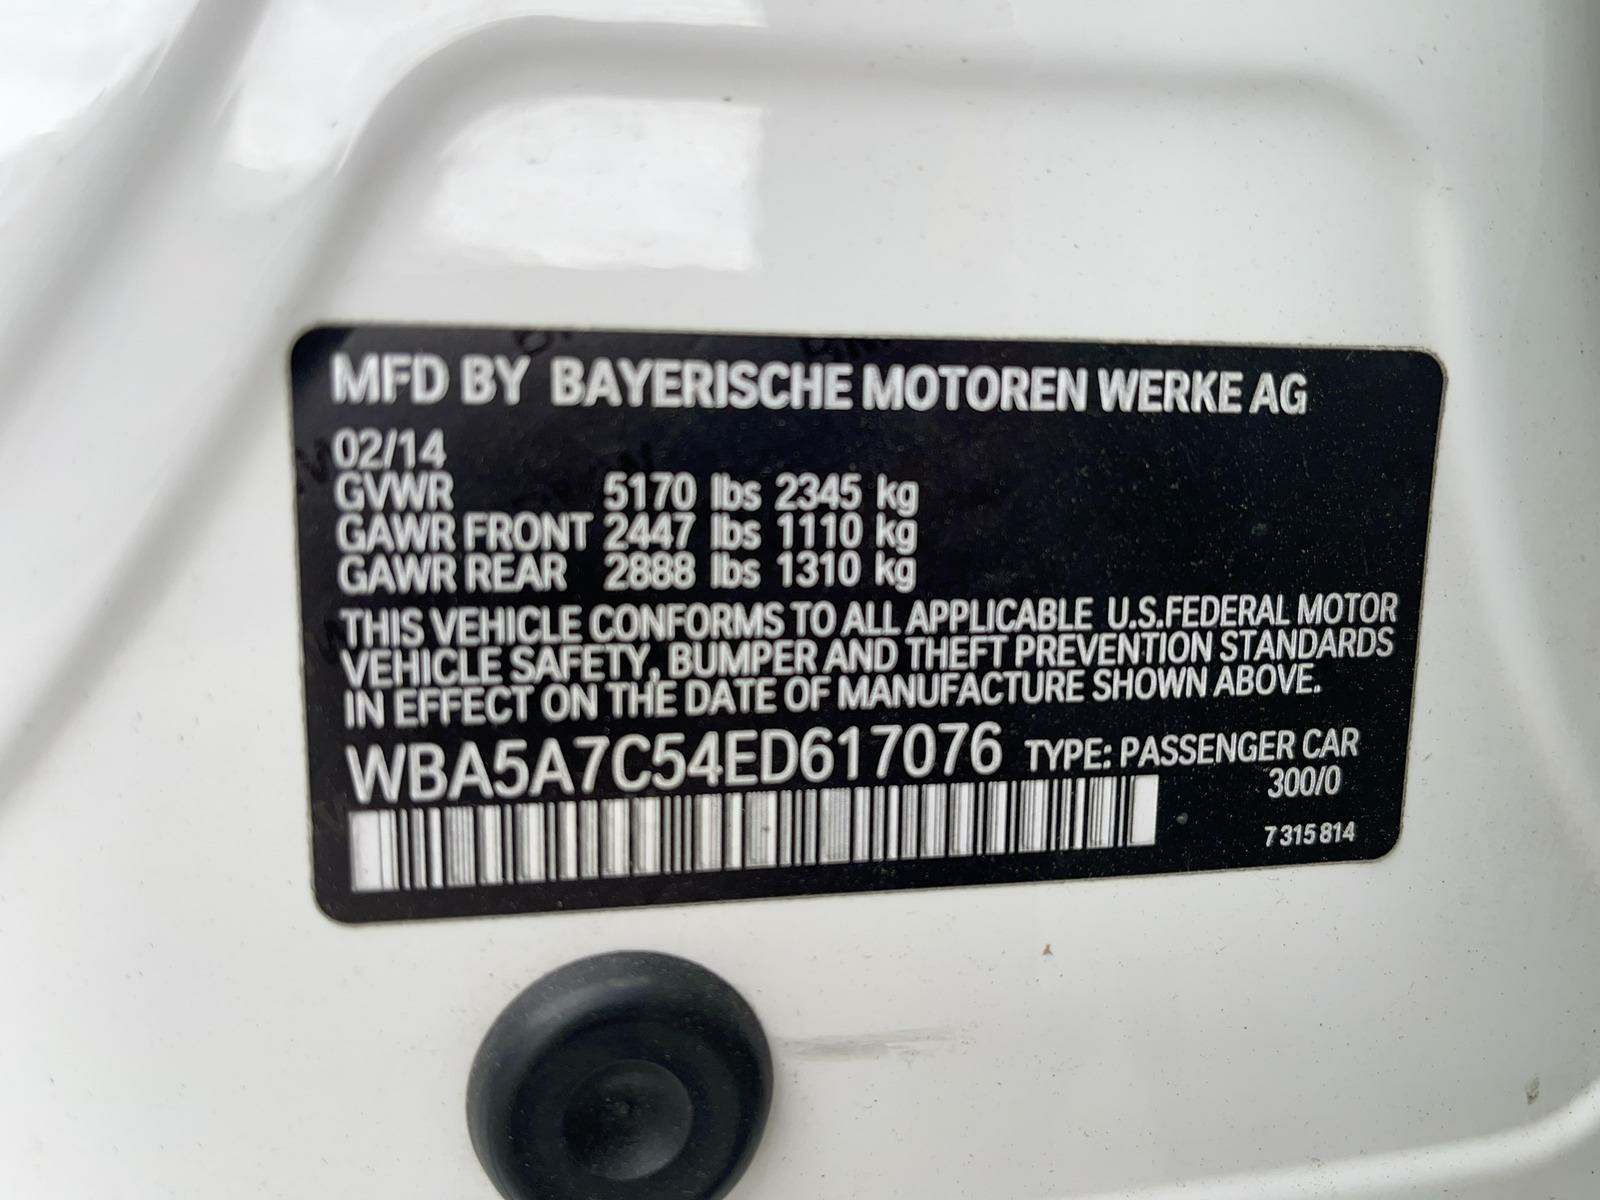 MFD BY BAYERISCHE MOTOREN WERKE AG
02/14
GVWR 5170 lbs 2345 kg
GAWR FRONT 2447 lbs 1110 kg
GAWR REAR 2888 lbs 1310 kg
THIS VEHICLE CONFORMS TO ALL APPLICABLE U.S.FEDERAL MOTOR
VEHICLE SAFETY, BUMPER AND THEFT PREVENTION STANDARDS
IN EFFECT ON THE DATE OF MANUFACTURE SHOWN ABOVE.
WBA5A7C54ED617076 TYPE: PASSENGER CAR
300/0
7 315 814